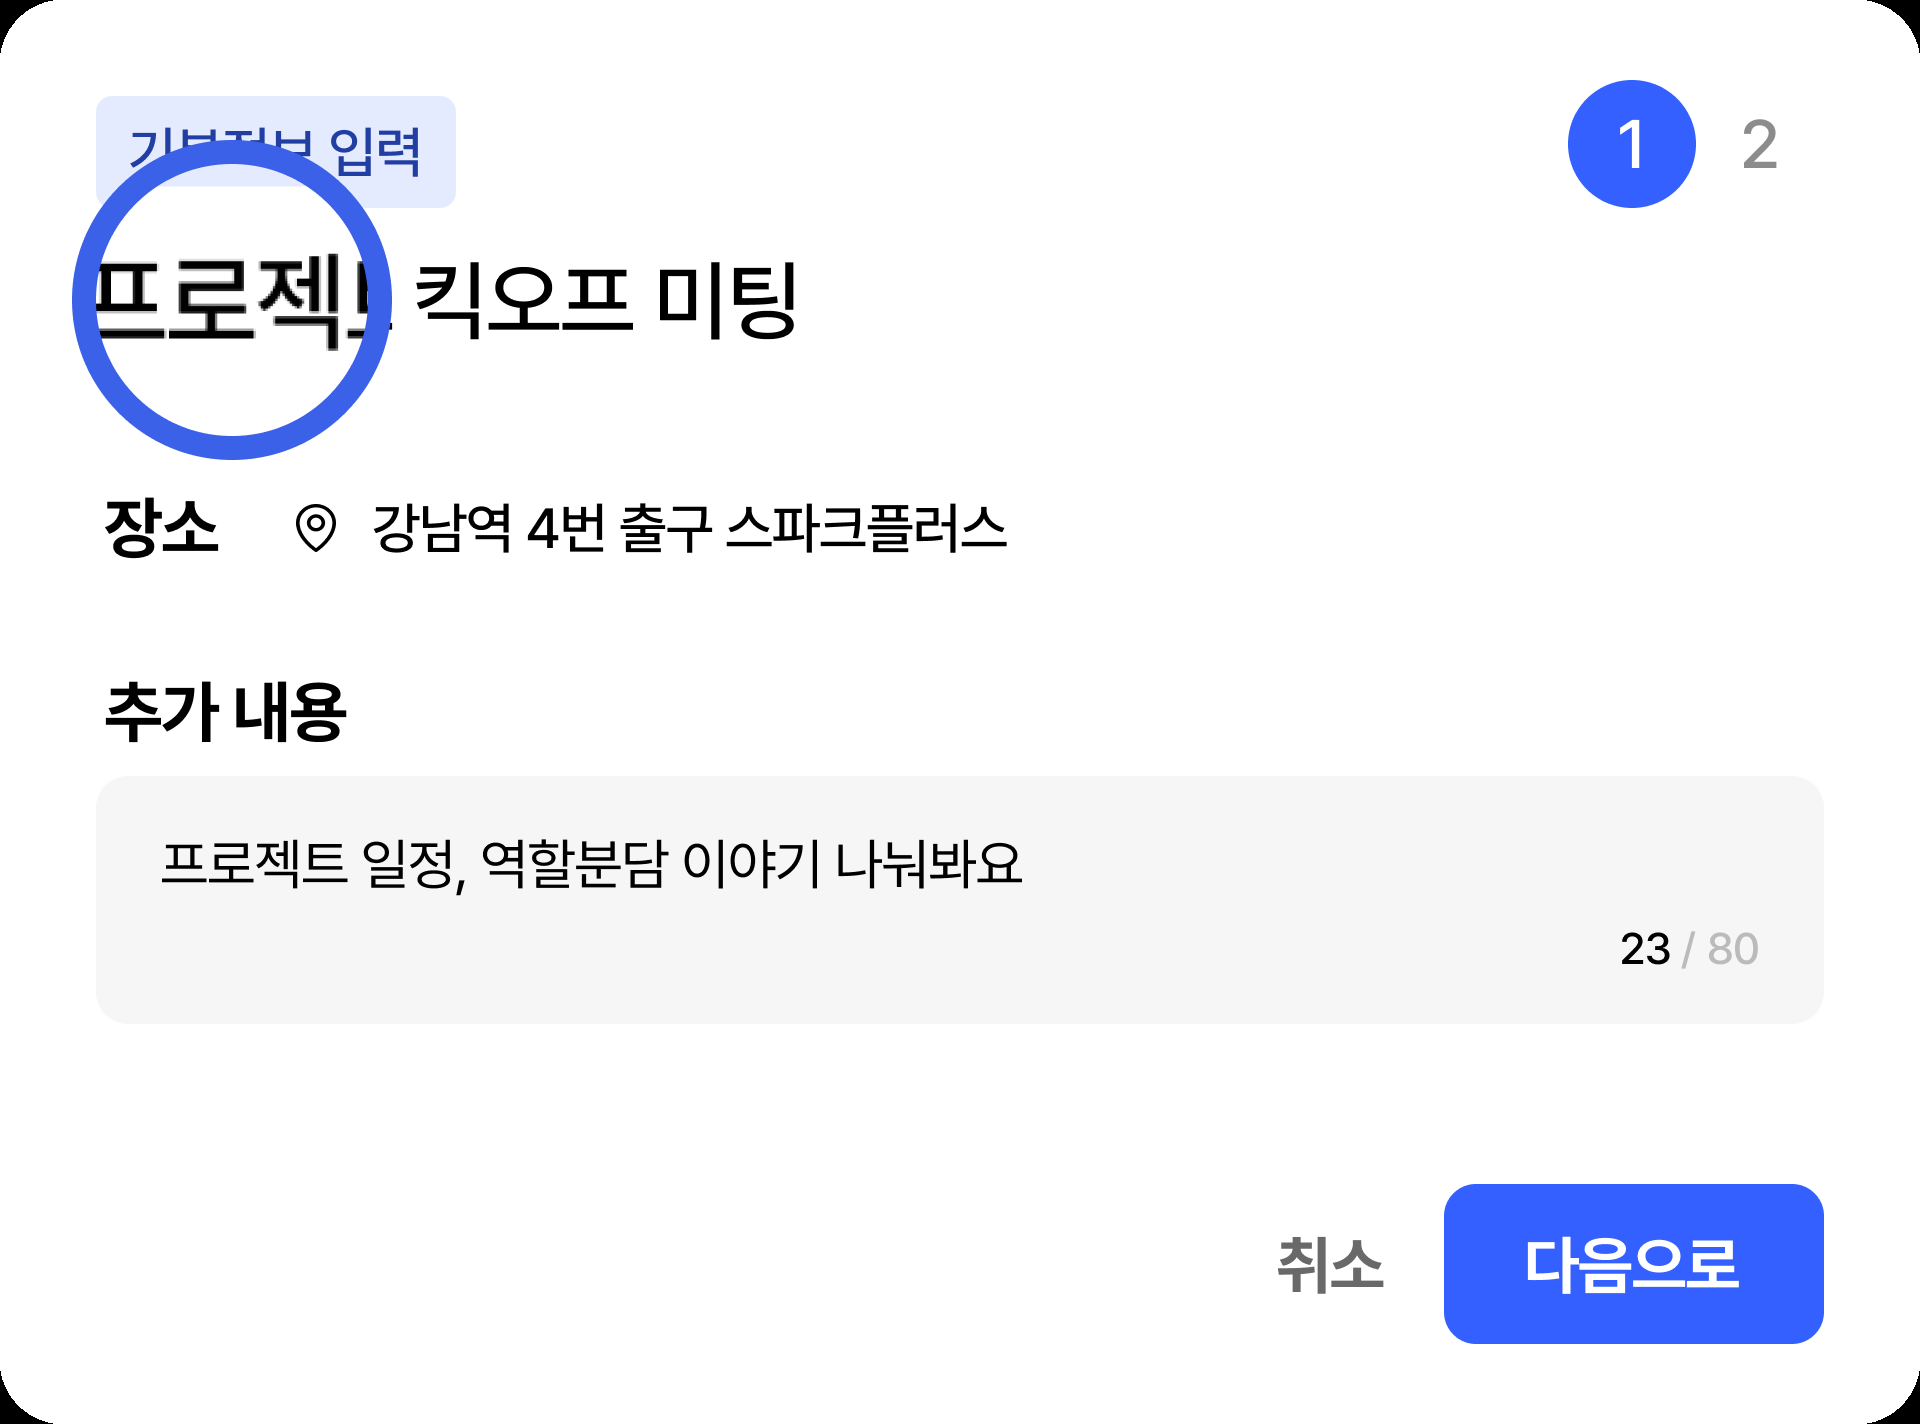 기본정보 입력
1 2
프로젝트 킥오프 미팅
장소 강남역 4번 출구 스파크플러스
추가 내용
프로젝트 일정, 역할분담 이야기 나눠봐요
23 / 80
취소 다음으로